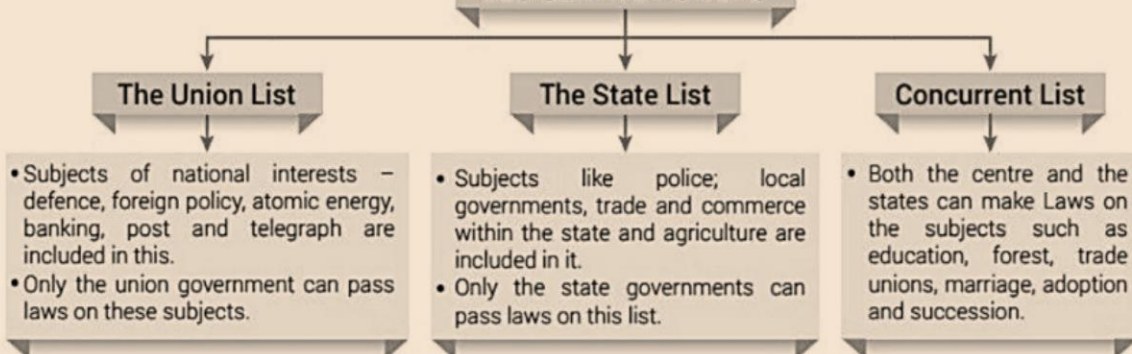 The Union List
• Subjects of national interests –
defence, foreign policy, atomic energy,
banking, post and telegraph are
included in this.
• Only the union government can pass
laws on these subjects.
The State List
• Subjects like police; local
governments, trade and commerce
within the state and agriculture are
included in it.
• Only the state governments can
pass laws on this list.
Concurrent List
• Both the centre and the
states can make Laws on
the subjects such as
education, forest, trade
unions, marriage, adoption
and succession.